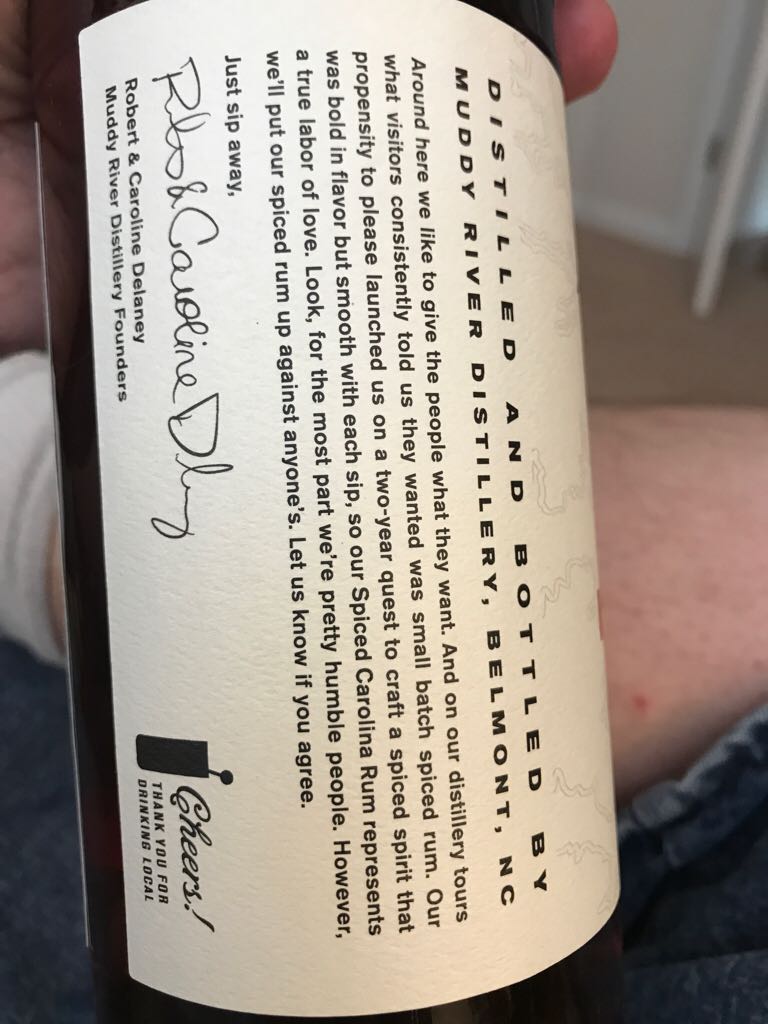 DISTILLED AND BOTTLED BY
MUDDY RIVER DISTILLERY, BELMONT, NC
Around here we like to give the people what they want. And on our distillery tours
what visitors consistently told us they wanted was small batch spiced rum. Our
propensity to please launched us on a two-year quest to craft a spiced spirit that
was bold in flavor but smooth with each sip, so our Spiced Carolina Rum represents
a true labor of love. Look, for the most part we're pretty humble people. However,
we'll put our spiced rum up against anyone's. Let us know if you agree.
Just sip away,
Robert & Caroline Delaney
Muddy River Distillery Founders
Cheers!
THANK YOU FOR
DRINKING LOCAL